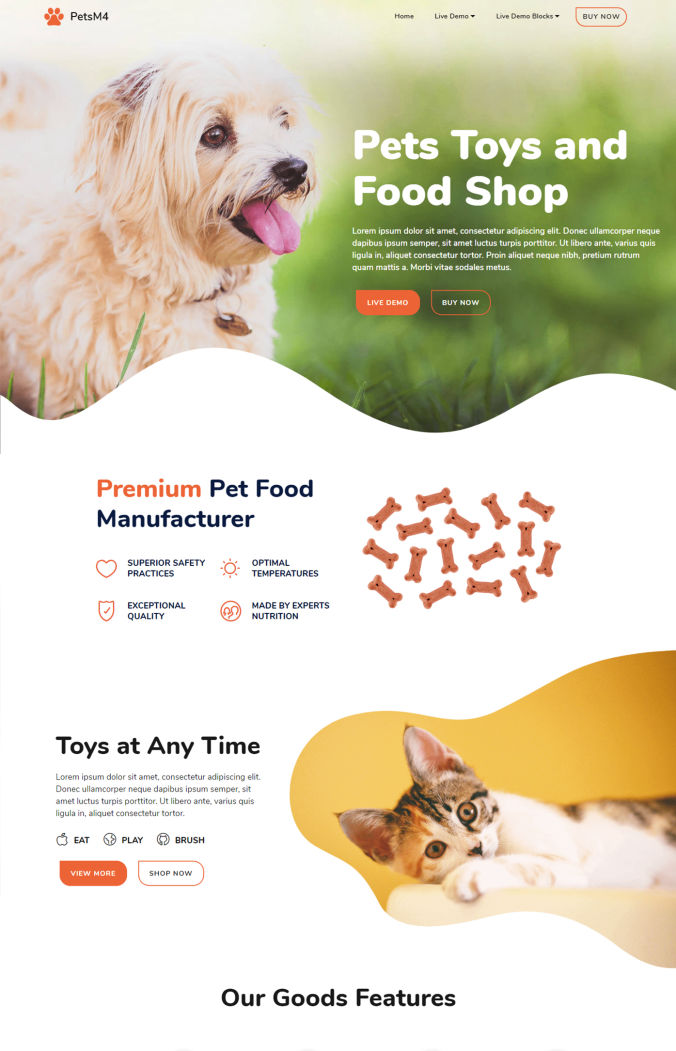 PetsM4
Home
Live Demo
Live Demo Blocks
BUY NOW
Pets Toys and
Food Shop
Lorem ipsum dolor sit amet, consectetur adipiscing elit. Donec ullamcorper neque
dapibus ipsum semper, sit amet luctus turpis porttitor. Ut libero ante, varius quis
ligula in, aliquet consectetur tortor. Proin aliquet neque nibh, pretium rutrum
quam mattis a. Morbi vitae sodales metus.
LIVE DEMO
BUY NOW
Premium Pet Food
Manufacturer
SUPERIOR SAFETY
PRACTICES
OPTIMAL
TEMPERATURES
EXCEPTIONAL
QUALITY
MADE BY EXPERTS
NUTRITION
Toys at Any Time
Lorem ipsum dolor sit amet, consectetur adipiscing elit.
Donec ullamcorper neque dapibus ipsum semper, sit
amet luctus turpis porttitor. Ut libero ante, varius quis
ligula in, aliquet consectetur tortor.
EAT
PLAY
BRUSH
VIEW MORE
SHOP NOW
Our Goods Features